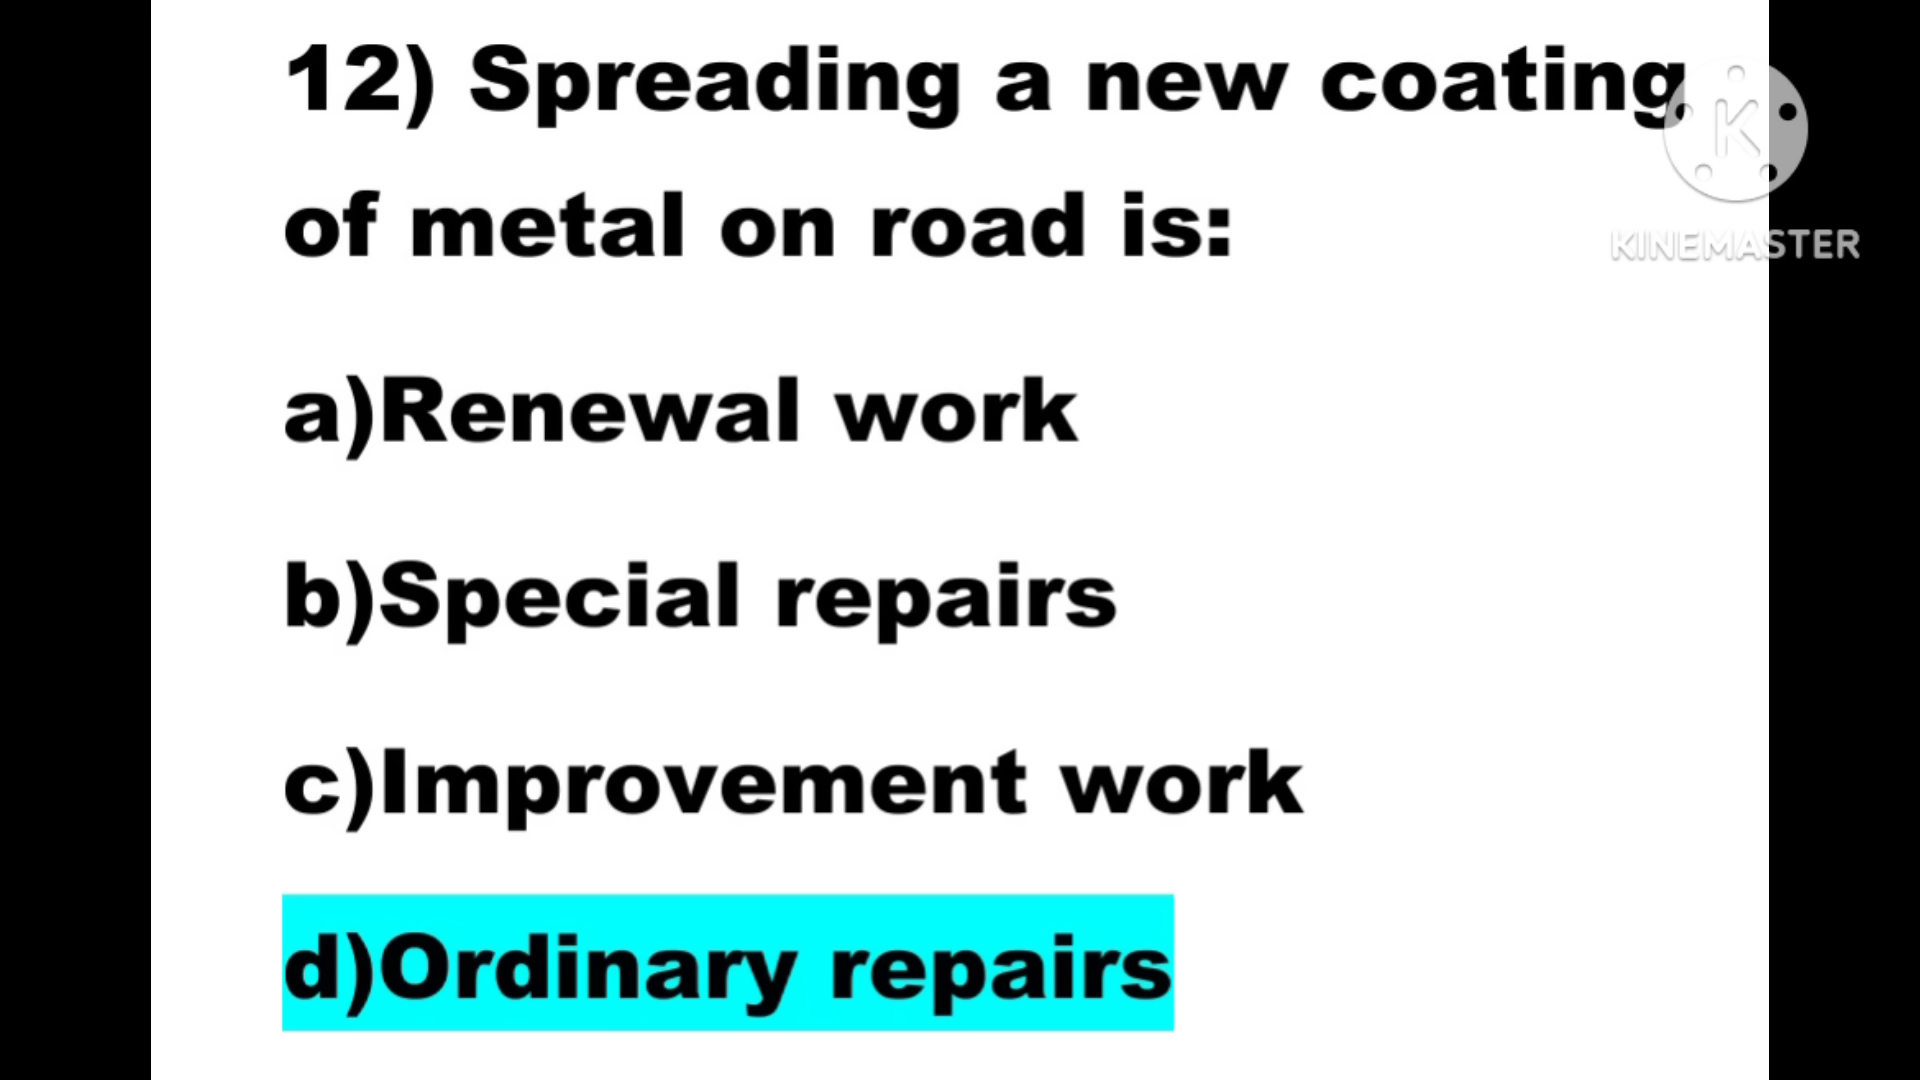 12) Spreading a new coating
of metal on road is:
KINEMASTER
a)Renewal work
b)Special repairs
c)Improvement work
d)Ordinary repairs